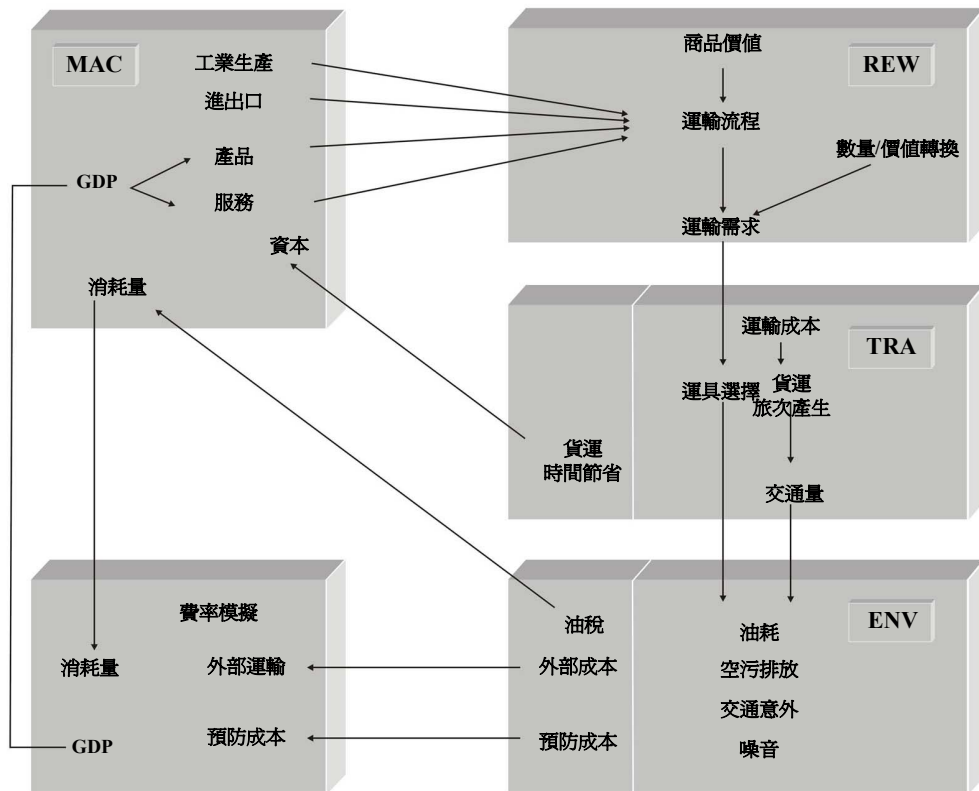 MAC
工業生產
進出口
產品
GDP
服務
資本
消耗量
商品價值
REW
運輸流程
數量/價值轉換
運輸需求
運輸成本
TRA
運具選擇
貨運
旅次產生
貨運
時間節省
交通量
費率模擬
消耗量
外部運輸
GDP
預防成本
油稅
ENV
油耗
外部成本
空污排放
交通意外
預防成本
噪音